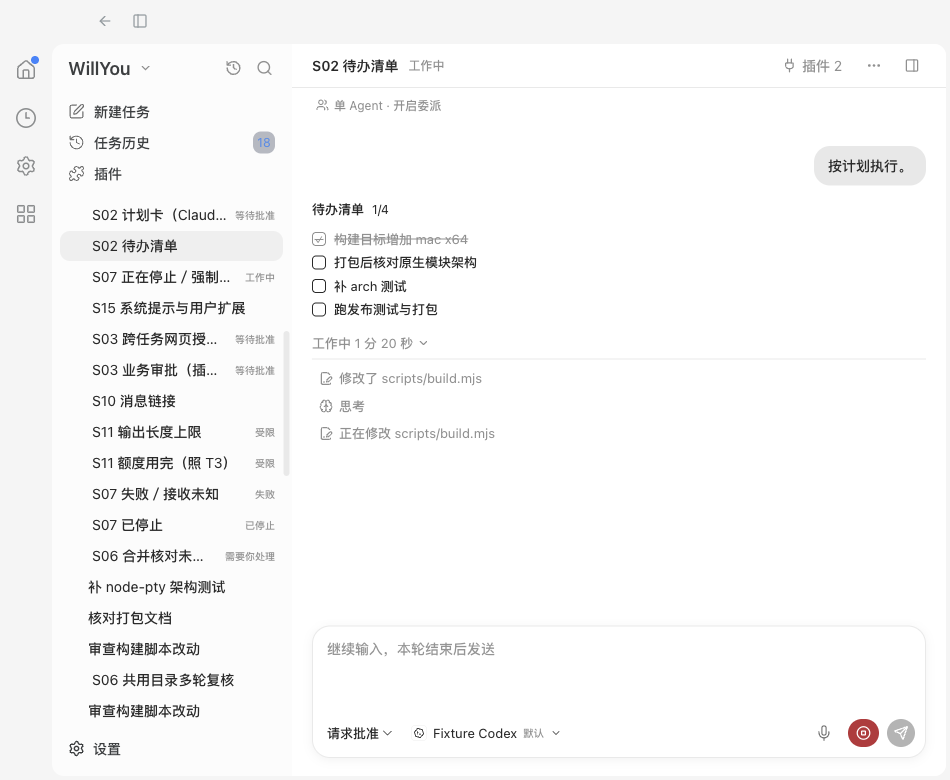 WillYou
新建任务
任务历史 18
插件
S02 计划卡（Claud... 等待批准
S02 待办清单
S07 正在停止 / 强制... 工作中
S15 系统提示与用户扩展
S03 跨任务网页授... 等待批准
S03 业务审批（插... 等待批准
S10 消息链接
S11 输出长度上限 受限
S11 额度用完（照 T3） 受限
S07 失败 / 接收未知 失败
S07 已停止 已停止
S06 合并核对未... 需要你处理
补 node-pty 架构测试
核对打包文档
审查构建脚本改动
S06 共用目录多轮复核
审查构建脚本改动
设置
S02 待办清单 工作中
插件 2
单 Agent · 开启委派
按计划执行。
待办清单 1/4
构建目标增加 mac x64
打包后核对原生模块架构
补 arch 测试
跑发布测试与打包
工作中 1 分 20 秒
修改了 scripts/build.mjs
思考
正在修改 scripts/build.mjs
继续输入，本轮结束后发送
请求批准 Fixture Codex 默认